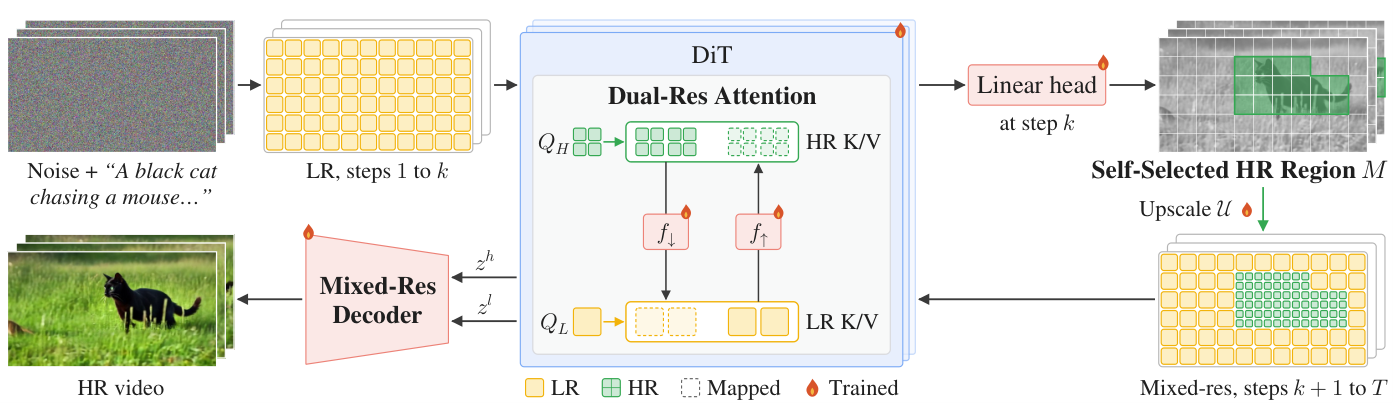 Noise + “A black cat
chasing a mouse…”
LR, steps 1 to k
DiT
Dual-Res Attention
Q_H
HR K/V
f↓
f↑
Q_L
LR K/V
Linear head
at step k
Self-Selected HR Region M
Upscale 𝒰
Mixed-res, steps k + 1 to T
z^h
z^l
Mixed-Res
Decoder
HR video
LR
HR
Mapped
Trained